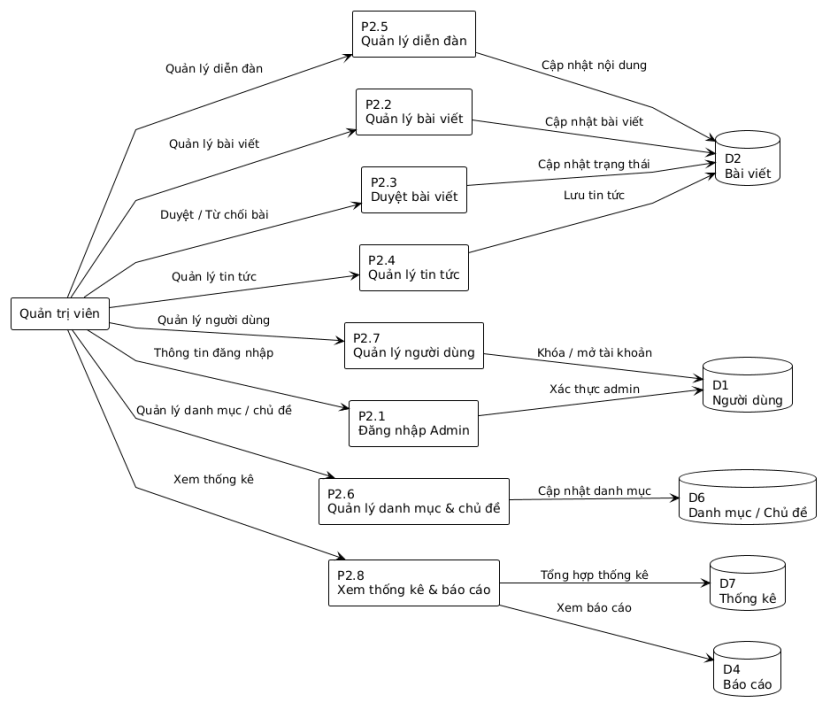 P2.5
Quản lý diễn đàn
Quản lý diễn đàn
Cập nhật nội dung
P2.2
Quản lý bài viết
Quản lý bài viết
Cập nhật bài viết
D2
Bài viết
P2.3
Duyệt bài viết
Cập nhật trạng thái
Duyệt / Từ chối bài
Lưu tin tức
P2.4
Quản lý tin tức
Quản lý tin tức
Quản trị viên
Quản lý người dùng
P2.7
Quản lý người dùng
Khóa / mở tài khoản
Thông tin đăng nhập
D1
Người dùng
Xác thực admin
P2.1
Đăng nhập Admin
Quản lý danh mục / chủ đề
Xem thống kê
P2.6
Quản lý danh mục & chủ đề
Cập nhật danh mục
D6
Danh mục / Chủ đề
P2.8
Xem thống kê & báo cáo
Tổng hợp thống kê
D7
Thống kê
Xem báo cáo
D4
Báo cáo